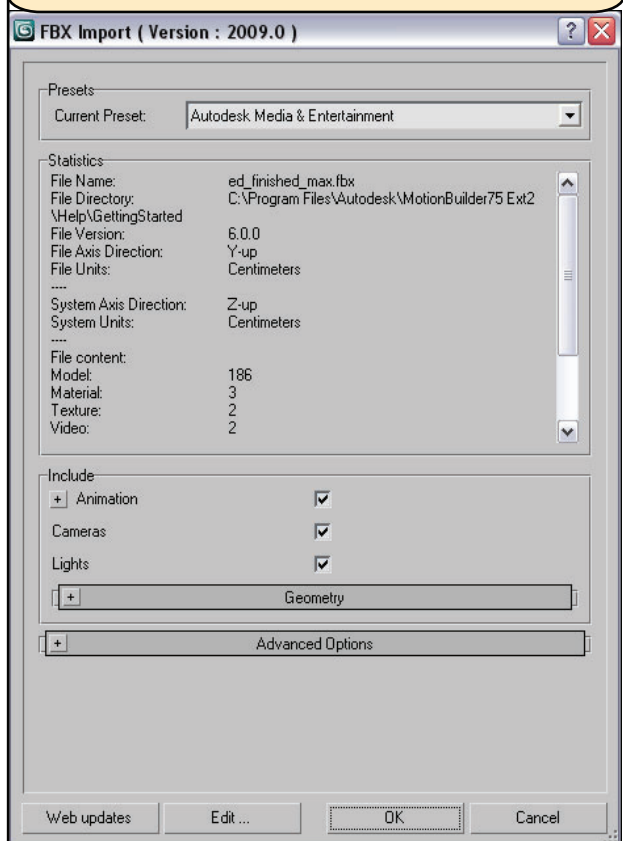 FBX Import ( Version : 2009.0 )
Presets
Current Preset: Autodesk Media & Entertainment
Statistics
File Name: ed_finished_max.fbx
File Directory: C:\Program Files\Autodesk\MotionBuilder75 Ext2
\Help\GettingStarted
File Version: 6.0.0
File Axis Direction: Y-up
File Units: Centimeters
----
System Axis Direction: Z-up
System Units: Centimeters
----
File content:
Model: 186
Material: 3
Texture: 2
Video: 2
Include
+ Animation
Cameras
Lights
+ Geometry
+ Advanced Options
Web updates Edit ... OK Cancel